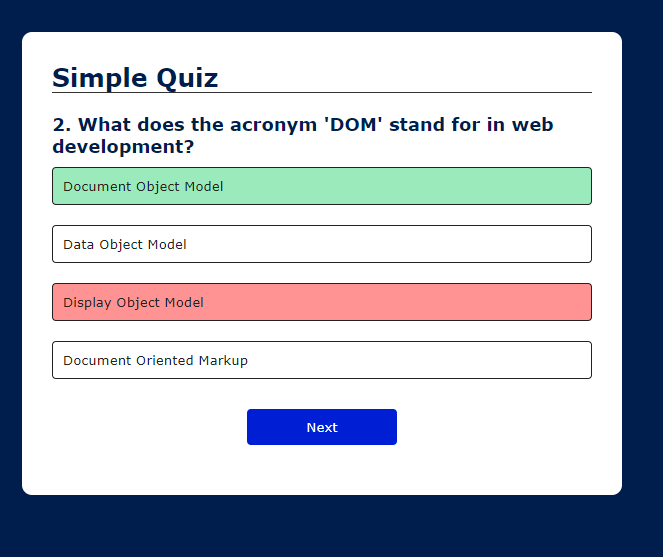 Simple Quiz
2. What does the acronym 'DOM' stand for in web
development?
Document Object Model
Data Object Model
Display Object Model
Document Oriented Markup
Next